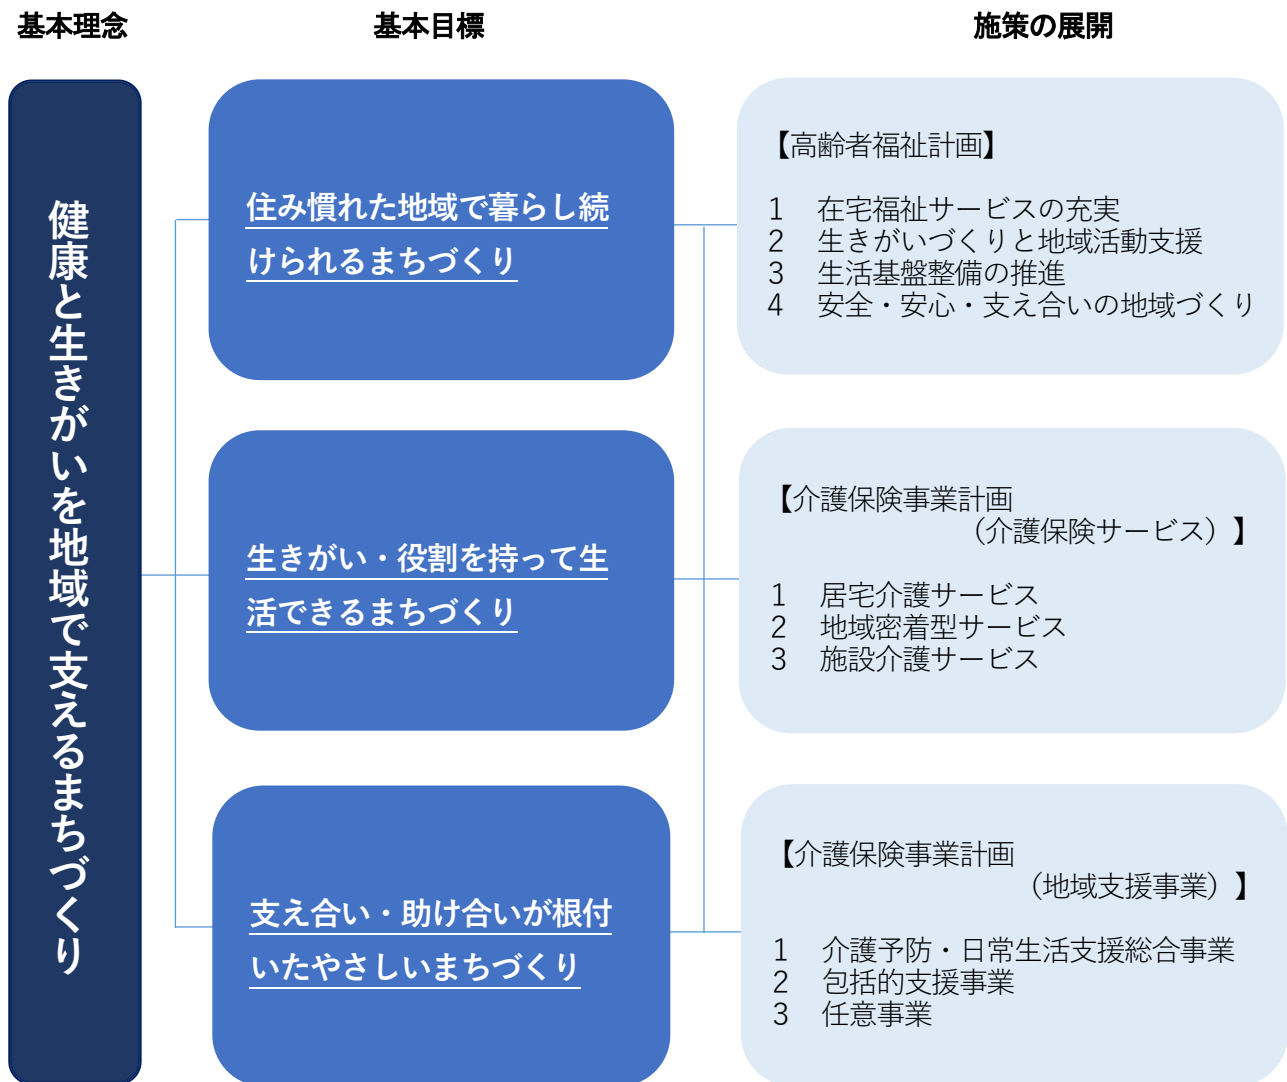 基本理念
基本目標
施策の展開
健康と生きがいを地域で支えるまちづくり
住み慣れた地域で暮らし続
けられるまちづくり
生きがい・役割を持って生
活できるまちづくり
支え合い・助け合いが根付
いたやさしいまちづくり
【高齢者福祉計画】
1 在宅福祉サービスの充実
2 生きがいづくりと地域活動支援
3 生活基盤整備の推進
4 安全・安心・支え合いの地域づくり
【介護保険事業計画
（介護保険サービス）】
1 居宅介護サービス
2 地域密着型サービス
3 施設介護サービス
【介護保険事業計画
（地域支援事業）】
1 介護予防・日常生活支援総合事業
2 包括的支援事業
3 任意事業